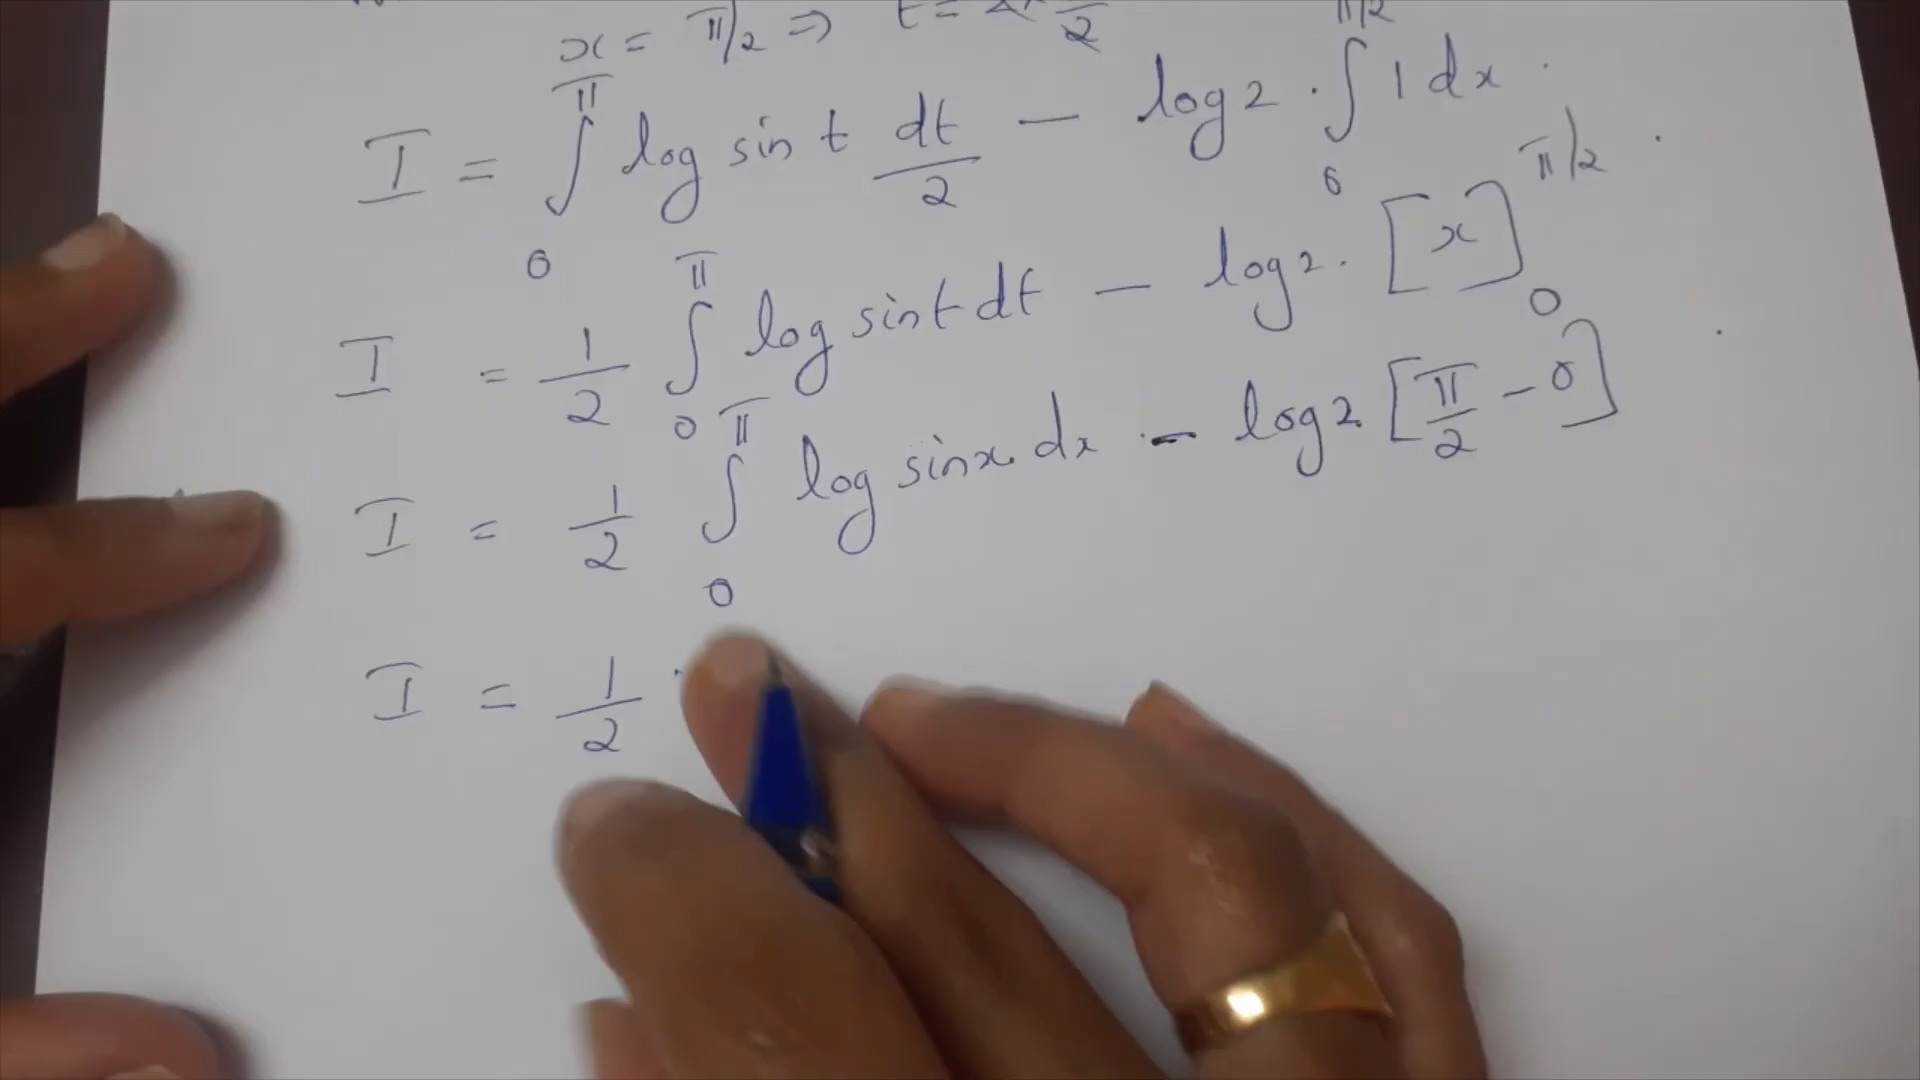 x = π/2 ⇒ t = 2× π/2
I = ∫₀^π log sin t dt/2 − log 2 · ∫₀^π/2 1 dx .
I = 1/2 ∫₀^π log sin t dt − log 2 . [x]₀^π/2
I = 1/2 ∫₀^π log sin x dx − log 2 [π/2 − 0]
I = 1/2